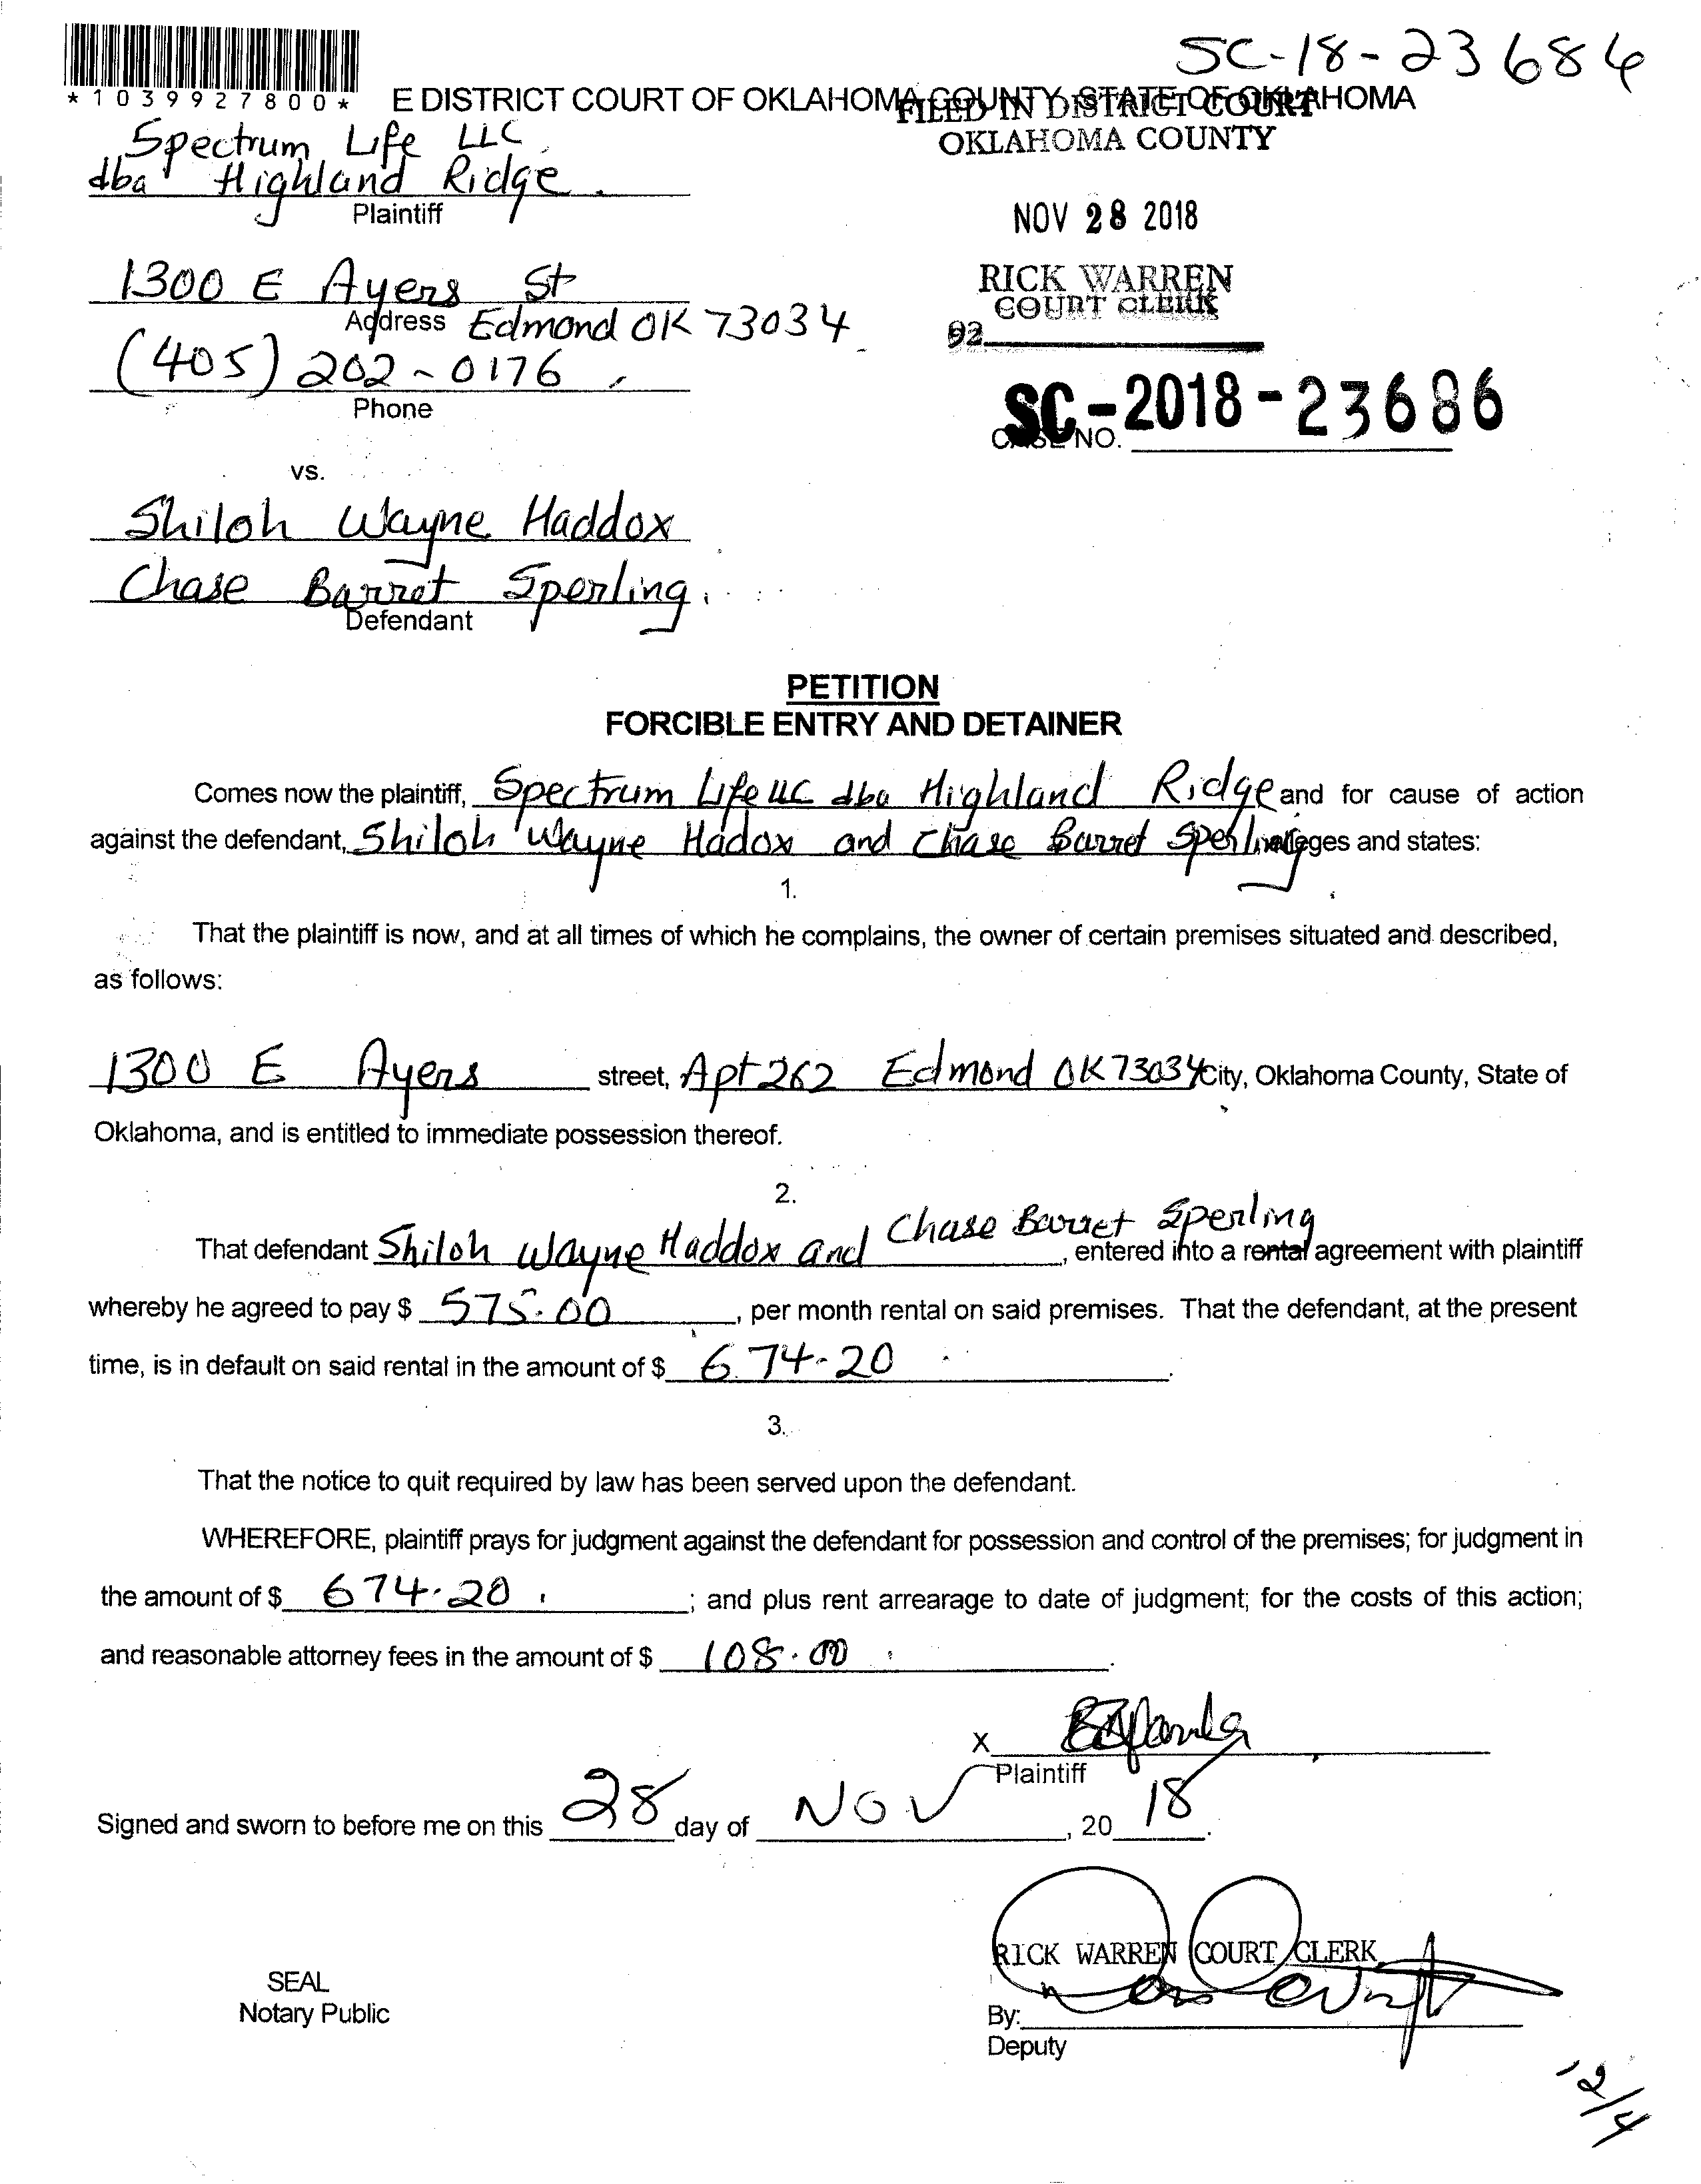 SC-18-23686
*1039927800*
E DISTRICT COURT OF OKLAHOMA COUNTY STATE OF OKLAHOMA
FILED IN DISTRICT COURT
OKLAHOMA COUNTY
Spectrum Life LLC
dba Highland Ridge.
Plaintiff
NOV 28 2018
1300 E Ayers St
Address Edmond OK 73034
RICK WARREN
COURT CLERK
92
(405) 202-0176
Phone
SC-2018-23686
CASE NO.
vs.
Shiloh Wayne Haddox
Chase Barret Sperling.
Defendant
PETITION
FORCIBLE ENTRY AND DETAINER
Comes now the plaintiff, Spectrum Life LLC dba Highland Ridge and for cause of action
against the defendant, Shiloh Wayne Hadox and Chase Barret Sperling alleges and states:
1.
That the plaintiff is now, and at all times of which he complains, the owner of certain premises situated and described,
as follows:
1300 E Ayers street, Apt 262 Edmond OK 73034 City, Oklahoma County, State of
Oklahoma, and is entitled to immediate possession thereof.
2.
That defendant Shiloh Wayne Haddox and Chase Barret Sperling, entered into a rental agreement with plaintiff
whereby he agreed to pay $ 575.00, per month rental on said premises. That the defendant, at the present
time, is in default on said rental in the amount of $ 674.20.
3.
That the notice to quit required by law has been served upon the defendant.
WHEREFORE, plaintiff prays for judgment against the defendant for possession and control of the premises; for judgment in
the amount of $ 674.20; and plus rent arrearage to date of judgment; for the costs of this action;
and reasonable attorney fees in the amount of $ 108.00.
X
Plaintiff
Signed and sworn to before me on this 28 day of NOV, 20 18.
RICK WARREN COURT CLERK
SEAL
Notary Public
By:
Deputy
12/4